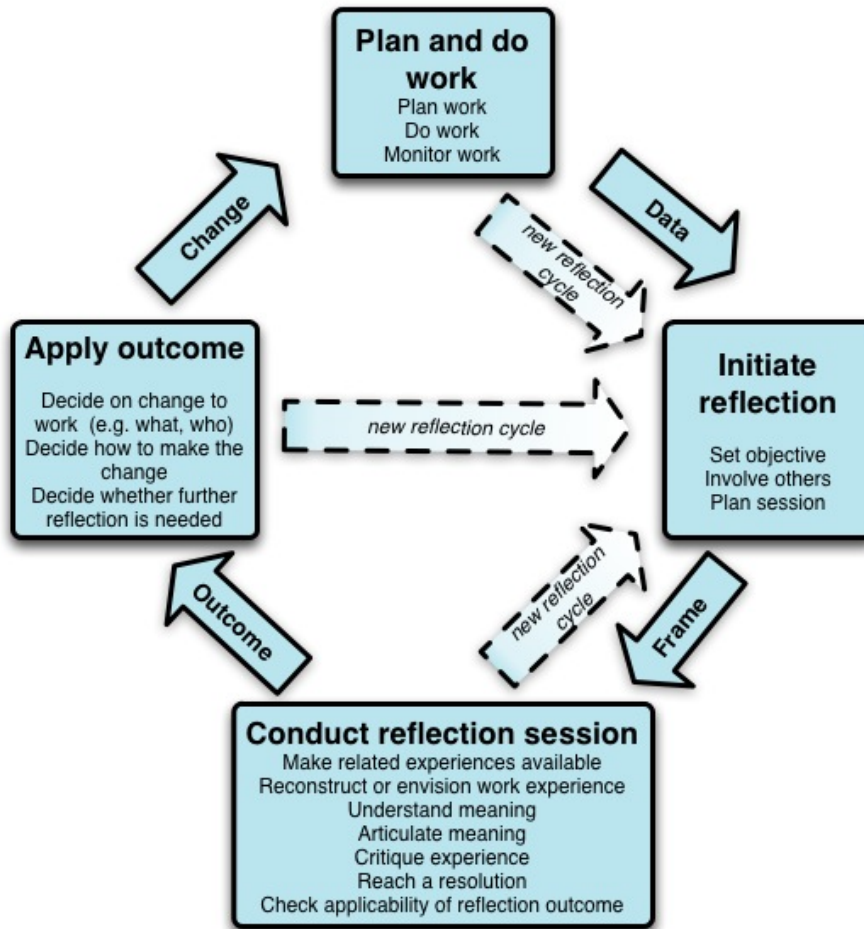 Plan and do
work
Plan work
Do work
Monitor work
Change
Data
new reflection
cycle
Apply outcome
Decide on change to
work (e.g. what, who)
Decide how to make the
change
Decide whether further
reflection is needed
new reflection cycle
Initiate
reflection
Set objective
Involve others
Plan session
Outcome
new reflection
cycle
Frame
Conduct reflection session
Make related experiences available
Reconstruct or envision work experience
Understand meaning
Articulate meaning
Critique experience
Reach a resolution
Check applicability of reflection outcome